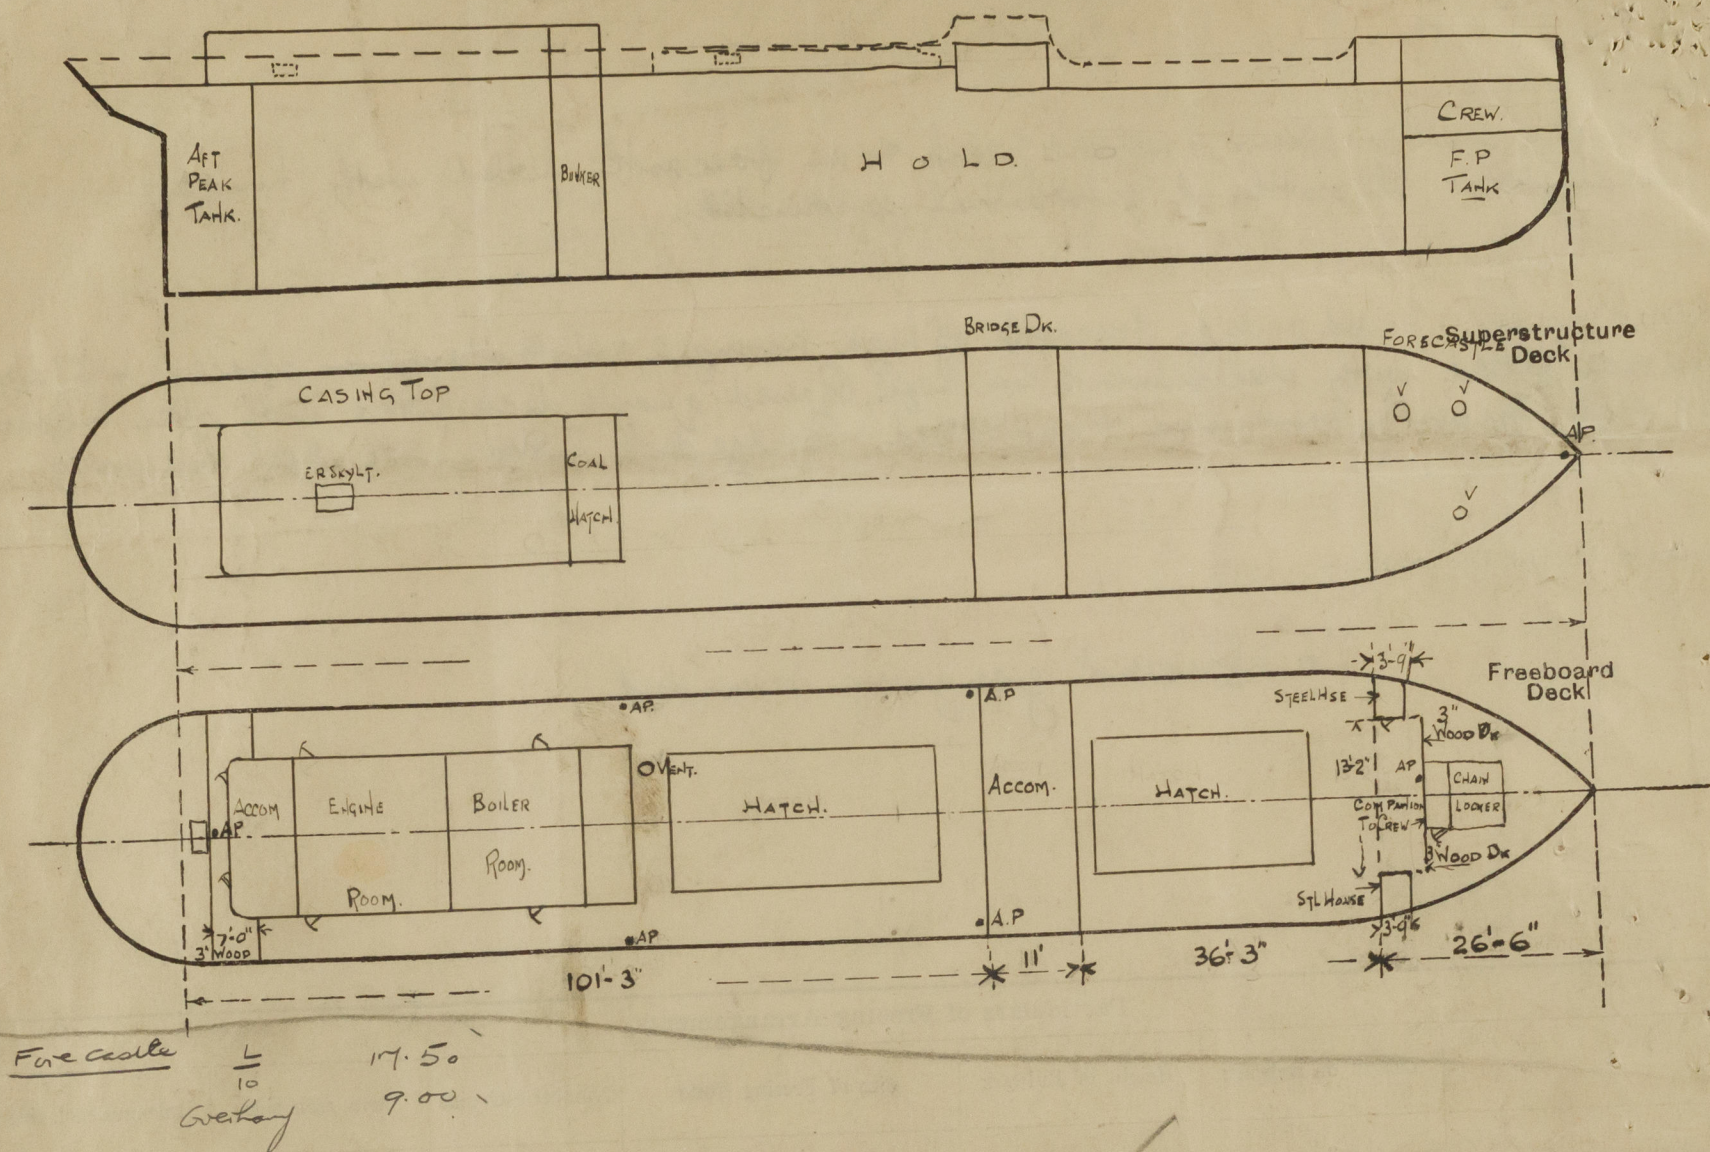 CREW.
AFT
PEAK
TANK.
BUNKER
H O L D.
F.P
TANK
BRIDGE DK.
FORECASTLE
Superstructure
Deck
CASING TOP
A/P.
COAL
HATCH
E R SKYLT.
V V
V
3'-9"
Freeboard
Deck
STEEL HSE
A.P.
A.P
3"
WOOD DK
13'-2"
AP
VENT.
ACCOM
ENGINE
ROOM.
BOILER
ROOM.
HATCH.
ACCOM.
HATCH.
CHAIN
LOCKER
COMPANION
TO CREW
AP
3" WOOD DK
STL HOUSE
A.P
AP
7'-0"
3" WOOD
3'-9"
101'-3"
11'
36'-3"
26'-6"
Forecastle
L/10 17.50
9.00